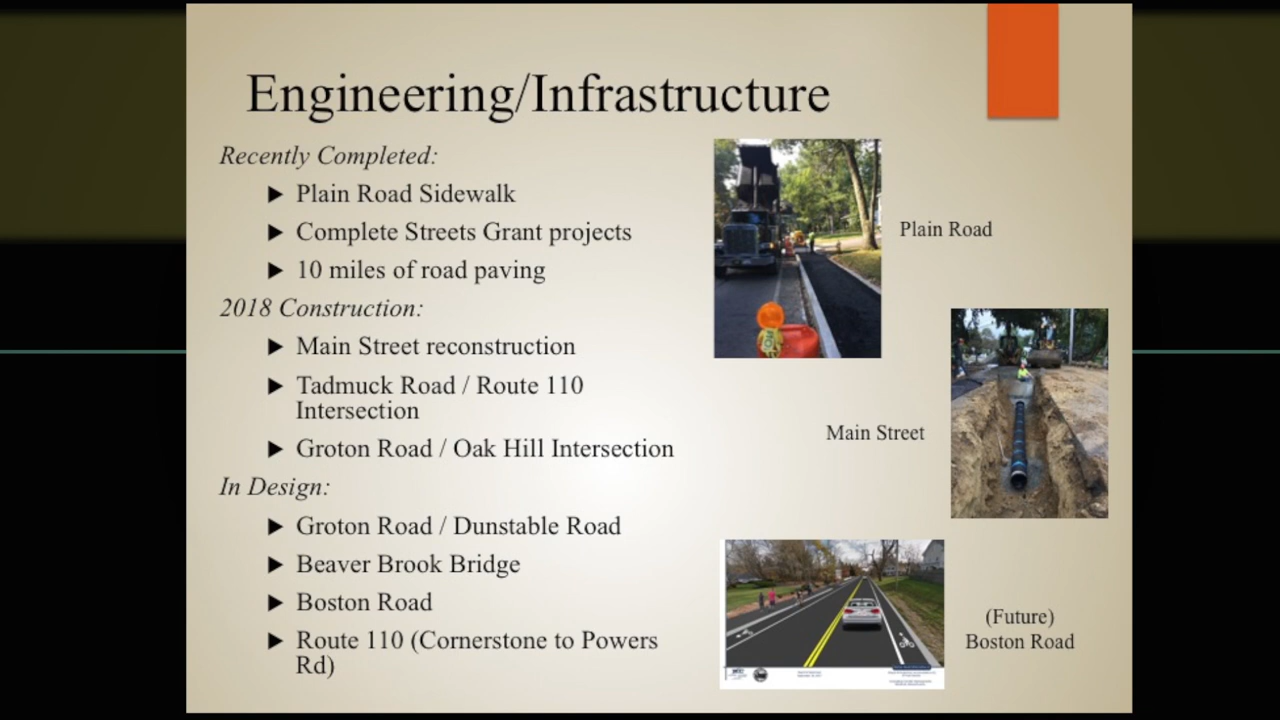 Engineering/Infrastructure
Recently Completed:
Plain Road Sidewalk
Complete Streets Grant projects
10 miles of road paving
2018 Construction:
Main Street reconstruction
Tadmuck Road / Route 110
Intersection
Groton Road / Oak Hill Intersection
In Design:
Groton Road / Dunstable Road
Beaver Brook Bridge
Boston Road
Route 110 (Cornerstone to Powers
Rd)
Plain Road
Main Street
(Future)
Boston Road